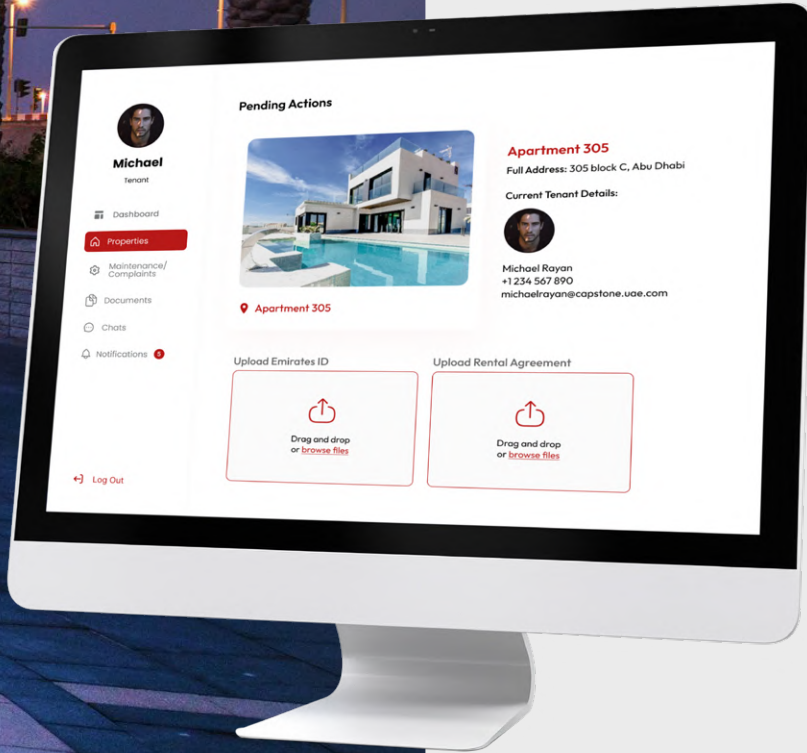 Michael
Tenant
Dashboard
Properties
Maintenance/
Complaints
Documents
Chats
Notifications 5
Log Out
Pending Actions
Apartment 305
Apartment 305
Full Address: 305 block C, Abu Dhabi
Current Tenant Details:
Michael Rayan
+1 234 567 890
michaelrayan@capstone.uae.com
Upload Emirates ID
Drag and drop
or browse files
Upload Rental Agreement
Drag and drop
or browse files